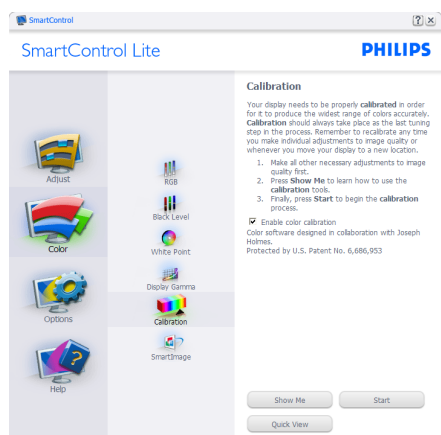 SmartControl
SmartControl Lite
PHILIPS
Adjust
Color
Options
Help
RGB
Black Level
White Point
Display Gamma
Calibration
SmartImage
Calibration
Your display needs to be properly calibrated in order
for it to produce the widest range of colors accurately.
Calibration should always take place as the last tuning
step in the process. Remember to recalibrate any time
you make individual adjustments to image quality or
whenever you move your display to a new location.
1. Make all other necessary adjustments to image
quality first.
2. Press Show Me to learn how to use the
calibration tools.
3. Finally, press Start to begin the calibration
process.
Enable color calibration
Color software designed in collaboration with Joseph
Holmes.
Protected by U.S. Patent No. 6,686,953
Show Me
Start
Quick View